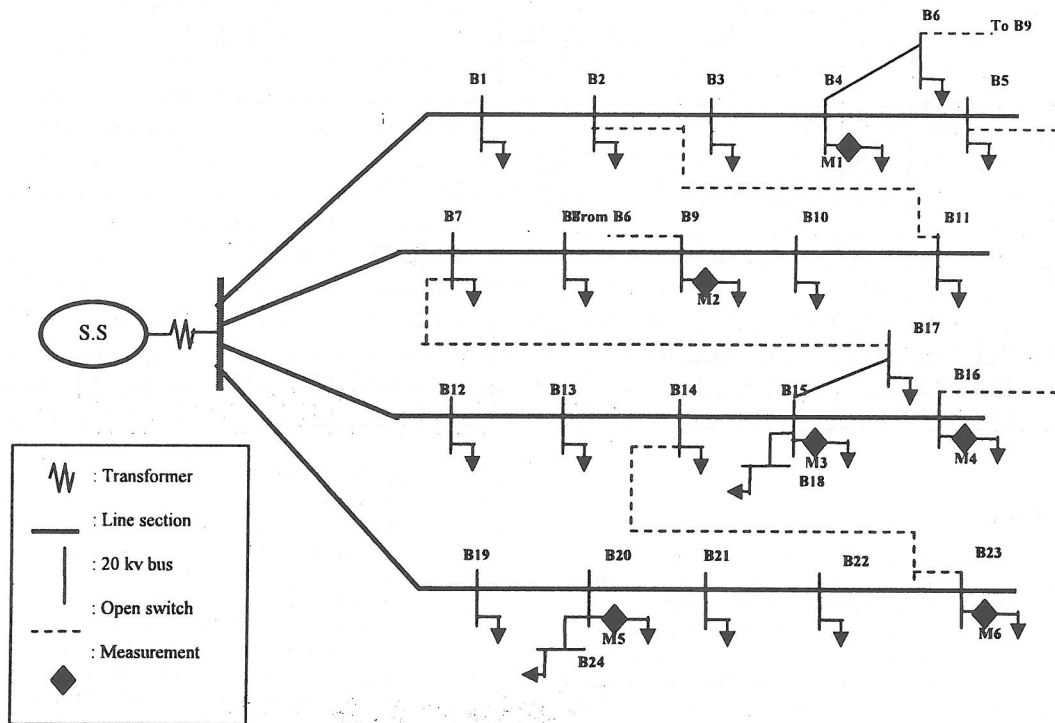 B6
To B9
B1
B2
B3
B4
B5
M1
B7
From B6
B9
B10
B11
M2
S.S
B17
B12
B13
B14
B15
B16
M3
M4
B18
B19
B20
B21
B22
B23
M5
M6
B24
: Transformer
: Line section
: 20 kv bus
: Open switch
: Measurement